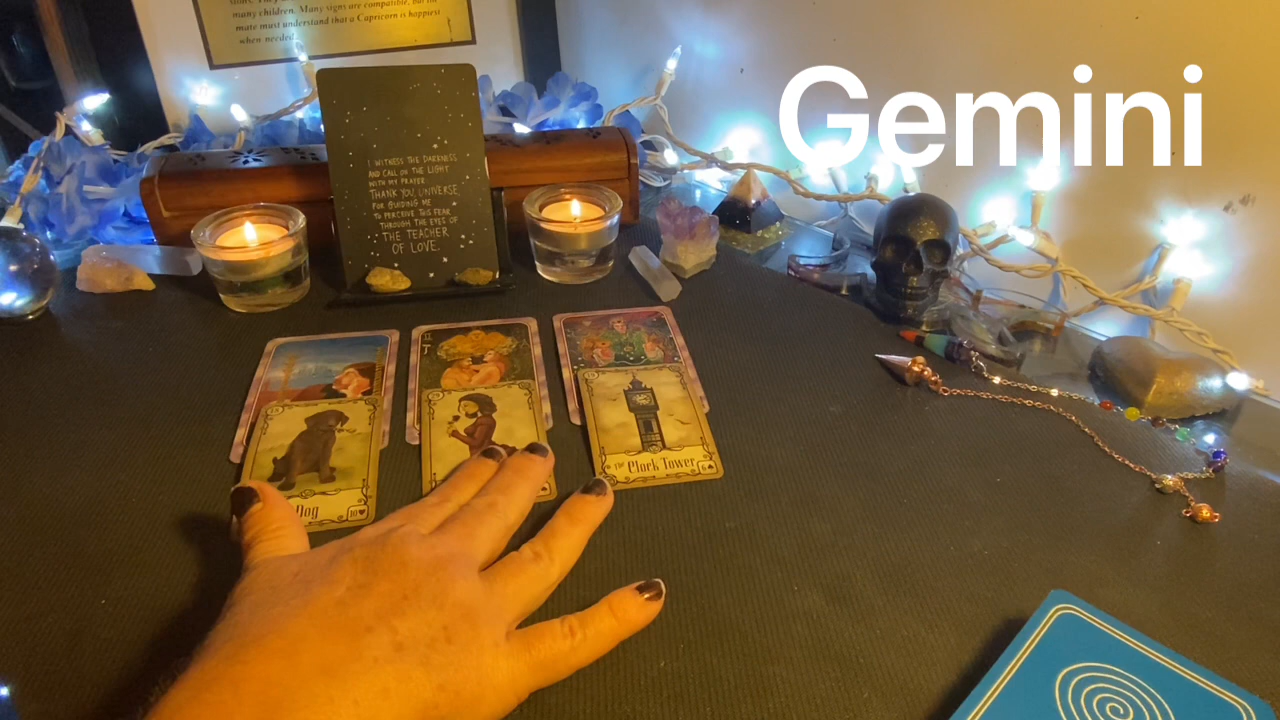 many children. Many signs are compatible, but the
mate must understand that a Capricorn is happiest
when needed.
Gemini
I WITNESS THE DARKNESS
AND CALL ON THE LIGHT
WITH MY PRAYER.
THANK YOU, UNIVERSE,
FOR GUIDING ME
TO PERCEIVE THIS FEAR
THROUGH THE EYES OF
THE TEACHER
OF LOVE.
Dog
10
The Clock Tower
6